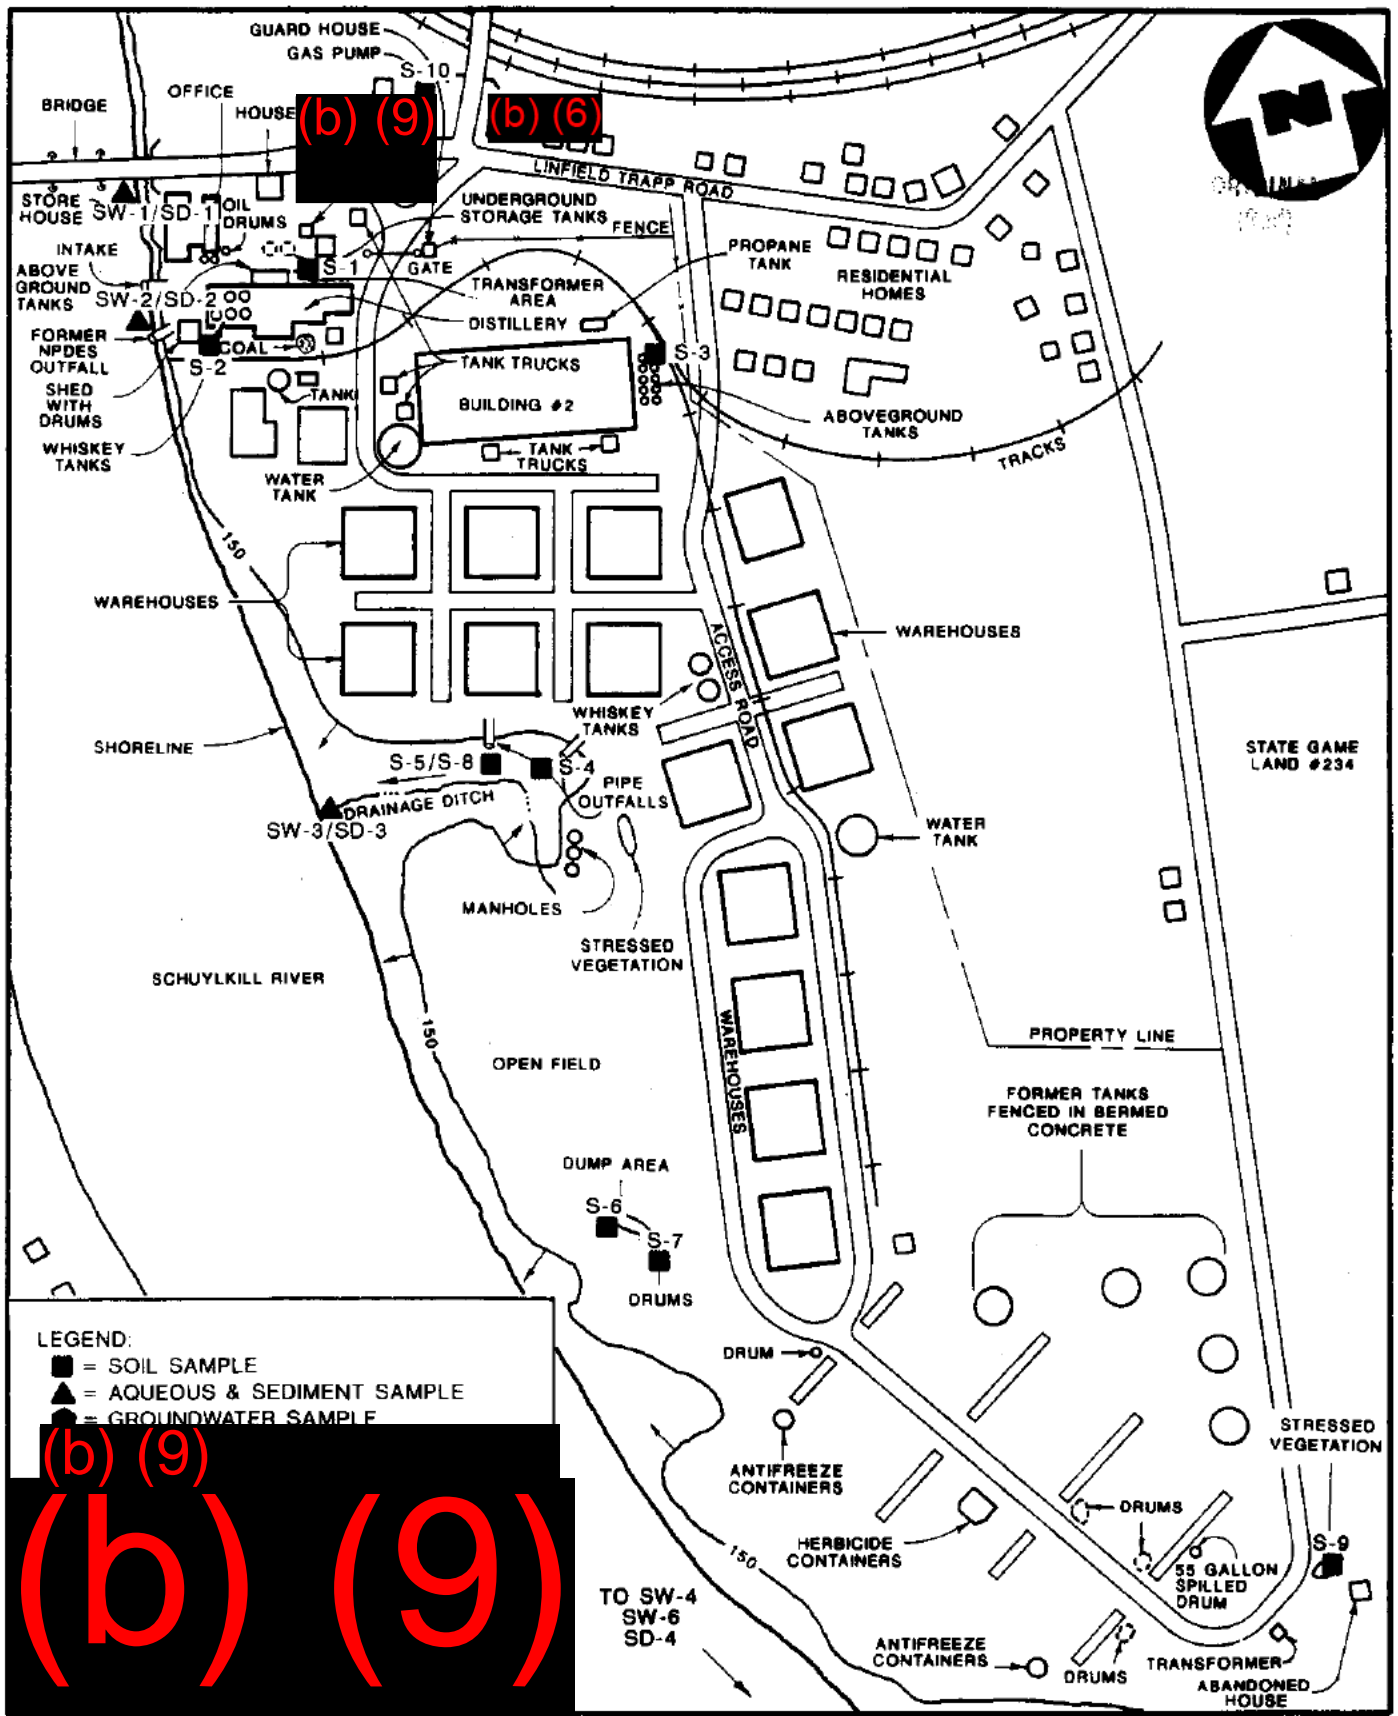 GUARD HOUSE
GAS PUMP
S-10
OFFICE
BRIDGE
HOUSE
(b) (9)
(b) (6)
N
LINFIELD TRAPP ROAD
STORE
HOUSE
SW-1/SD-1
OIL
DRUMS
UNDERGROUND
STORAGE TANKS
FENCE
INTAKE
GATE
S-1
PROPANE
TANK
RESIDENTIAL
HOMES
ABOVE
GROUND
TANKS
SW-2/SD-2
TRANSFORMER
AREA
DISTILLERY
FORMER
NPDES
OUTFALL
COAL
S-2
S-3
TANK TRUCKS
SHED
WITH
DRUMS
TANK
BUILDING #2
ABOVEGROUND
TANKS
WHISKEY
TANKS
TANK
TRUCKS
TRACKS
WATER
TANK
150
WAREHOUSES
WAREHOUSES
ACCESS ROAD
WHISKEY
TANKS
SHORELINE
S-5/S-8
S-4
STATE GAME
LAND #234
PIPE
OUTFALLS
DRAINAGE DITCH
SW-3/SD-3
WATER
TANK
MANHOLES
STRESSED
VEGETATION
SCHUYLKILL RIVER
150
WAREHOUSES
PROPERTY LINE
OPEN FIELD
FORMER TANKS
FENCED IN BERMED
CONCRETE
DUMP AREA
S-6
S-7
DRUMS
LEGEND:
= SOIL SAMPLE
= AQUEOUS & SEDIMENT SAMPLE
= GROUNDWATER SAMPLE
(b) (9)
(b) (9)
DRUM
ANTIFREEZE
CONTAINERS
STRESSED
VEGETATION
DRUMS
HERBICIDE
CONTAINERS
S-9
150
55 GALLON
SPILLED
DRUM
TO SW-4
SW-6
SD-4
ANTIFREEZE
CONTAINERS
DRUMS
TRANSFORMER
ABANDONED
HOUSE